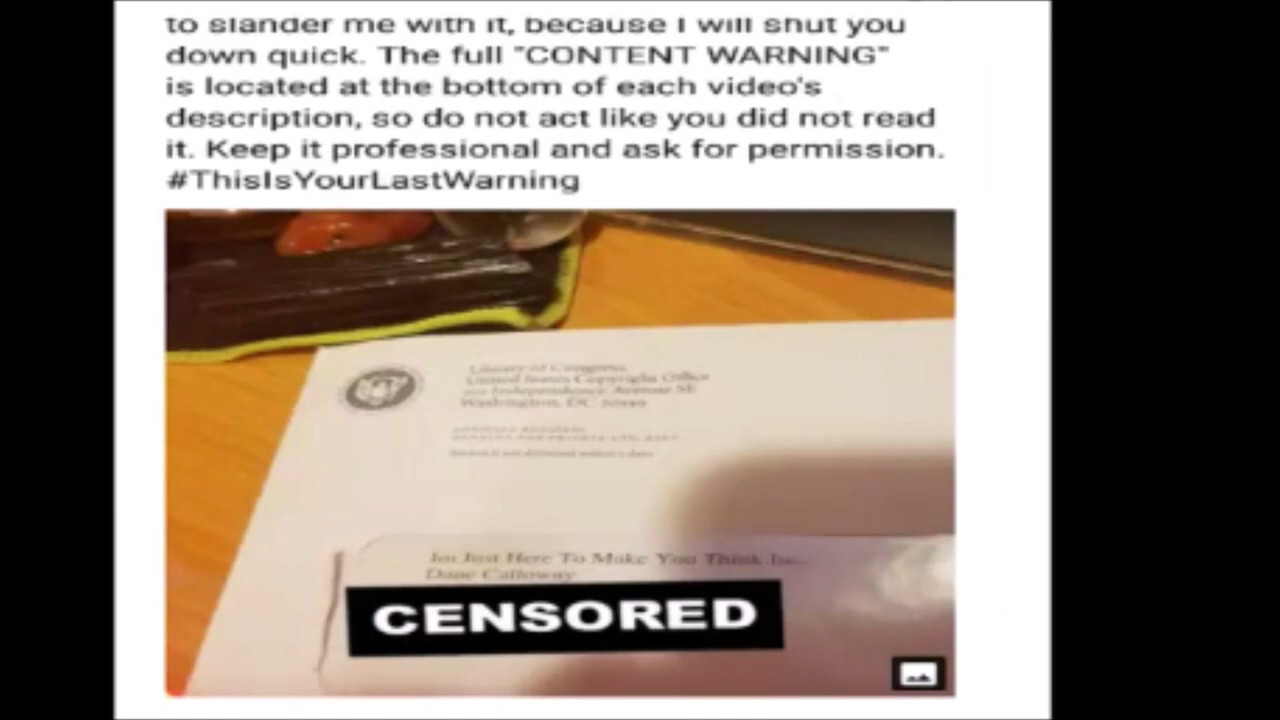 to slander me with it, because I will shut you
down quick. The full "CONTENT WARNING"
is located at the bottom of each video's
description, so do not act like you did not read
it. Keep it professional and ask for permission.
#ThisIsYourLastWarning
Library of Congress
United States Copyright Office
Independence Avenue SE
Washington, DC
Im Just Here To Make You Think Inc.
Dane Calloway
CENSORED